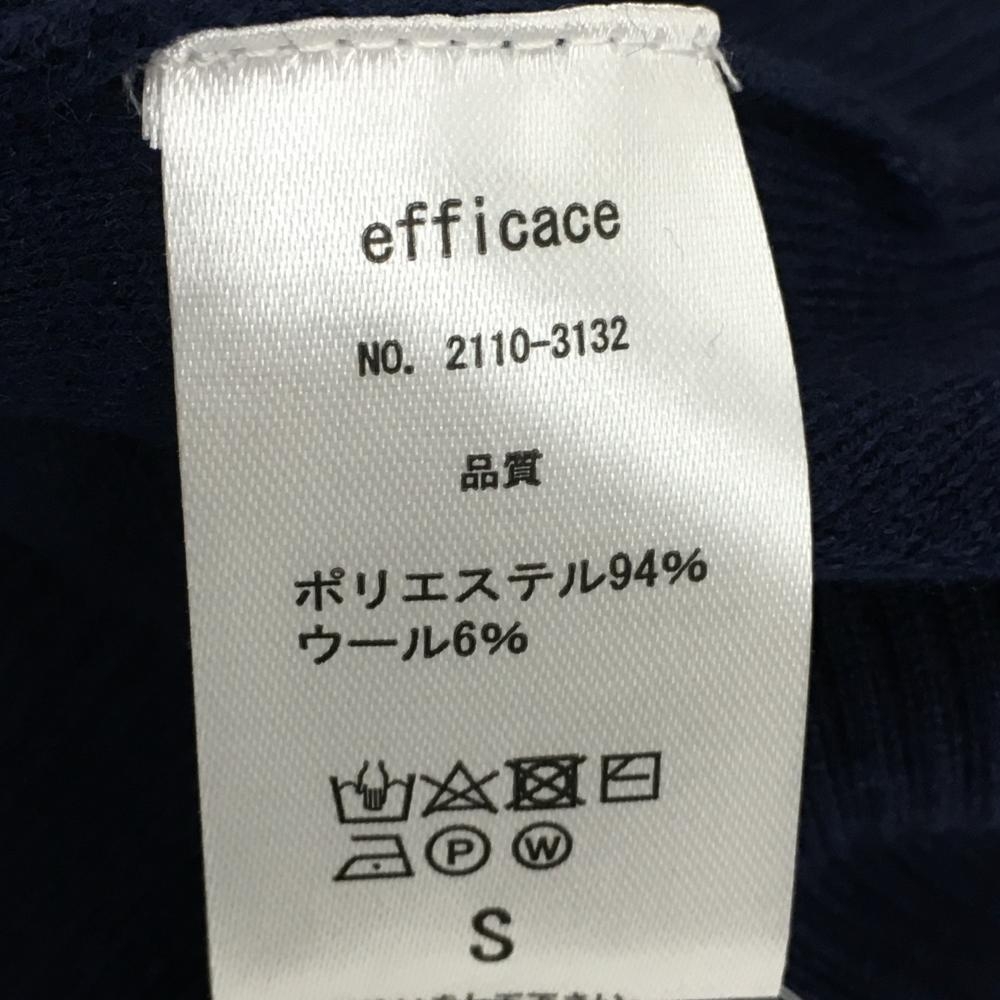 efficace
NO. 2110-3132
品質
ポリエステル94%
ウール6%
P W
S